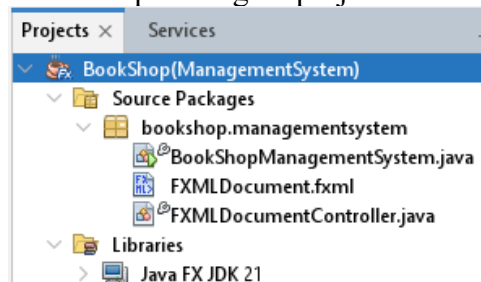 Projects × Services
BookShop(ManagementSystem)
Source Packages
bookshop.managementsystem
BookShopManagementSystem.java
FXMLDocument.fxml
FXMLDocumentController.java
Libraries
Java FX JDK 21